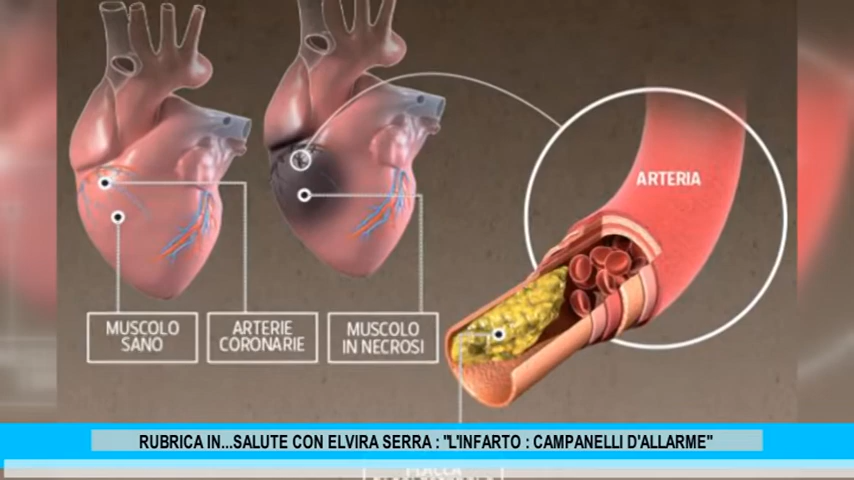 ARTERIA
MUSCOLO
SANO
ARTERIE
CORONARIE
MUSCOLO
IN NECROSI
RUBRICA IN...SALUTE CON ELVIRA SERRA : "L'INFARTO : CAMPANELLI D'ALLARME"